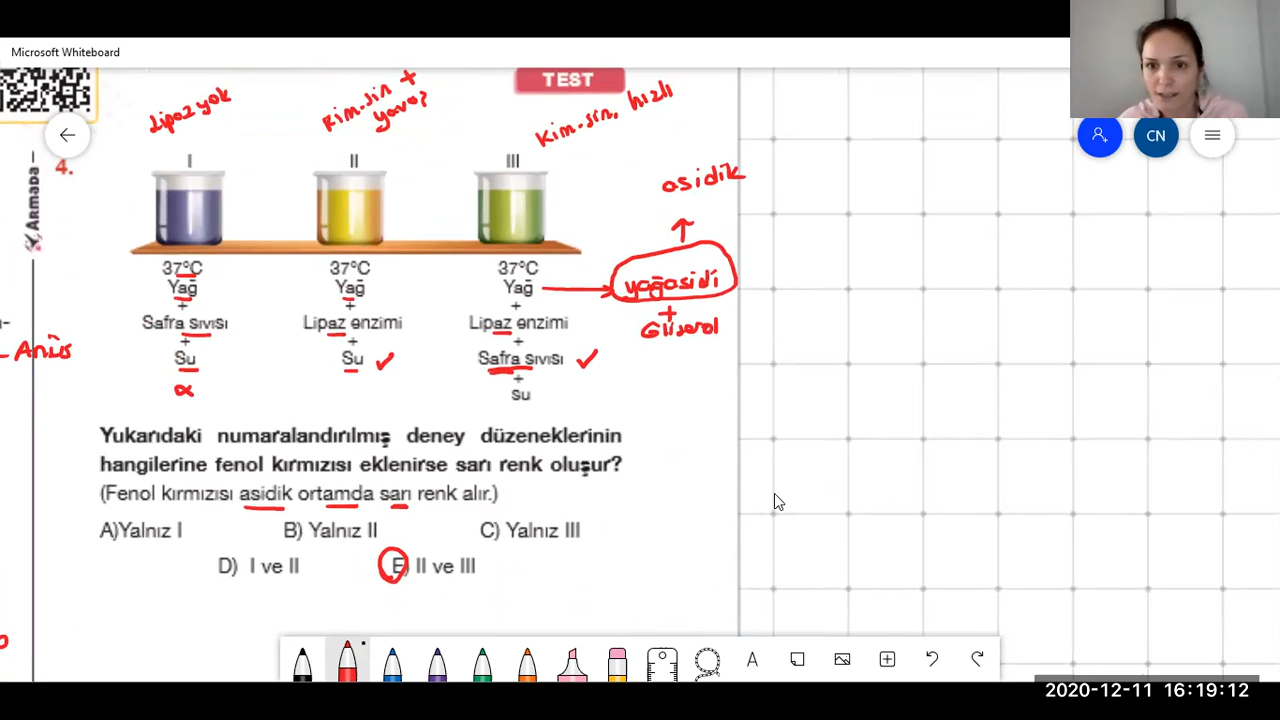 Microsoft Whiteboard
TEST
Lipaz yok
Kim.sin +
yavaş
Kim.sin. hızlı
CN
ARMADA
4.
I II III
asidik
37°C 37°C 37°C
Yağ Yağ Yağ
yağasidi
+ + +
+
Safra sıvısı Lipaz enzimi Lipaz enzimi
Gliserol
+ + +
Anüs
Su Su Safra sıvısı
+
Su
Yukarıdaki numaralandırılmış deney düzeneklerinin
hangilerine fenol kırmızısı eklenirse sarı renk oluşur?
(Fenol kırmızısı asidik ortamda sarı renk alır.)
A)Yalnız I B) Yalnız II C) Yalnız III
D) I ve II E) II ve III
A
2020-12-11 16:19:12